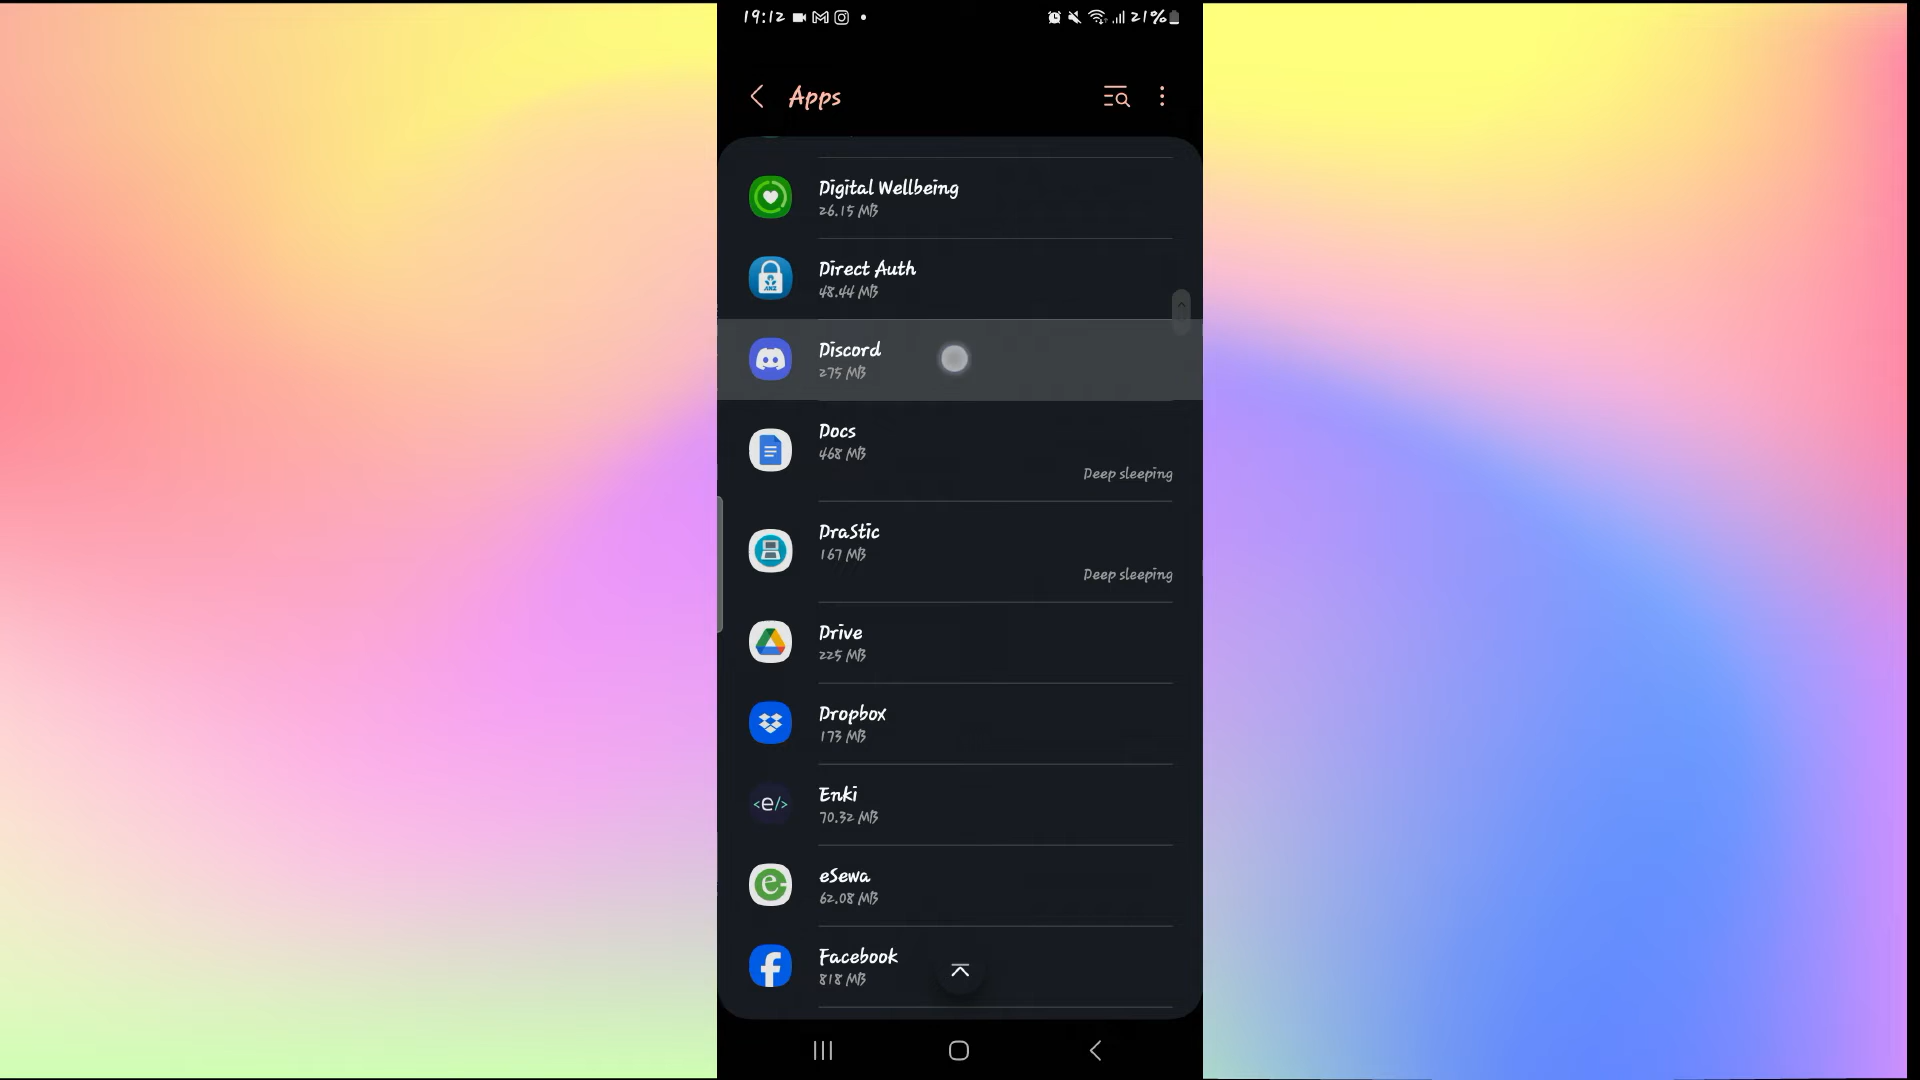 19:12
21%
Apps
Digital Wellbeing
26.15 MB
Direct Auth
48.44 MB
ANZ
Discord
275 MB
Docs
468 MB
Deep sleeping
DraStic
167 MB
Deep sleeping
Drive
225 MB
Dropbox
173 MB
<e/>
Enki
70.32 MB
e
eSewa
62.08 MB
Facebook
818 MB